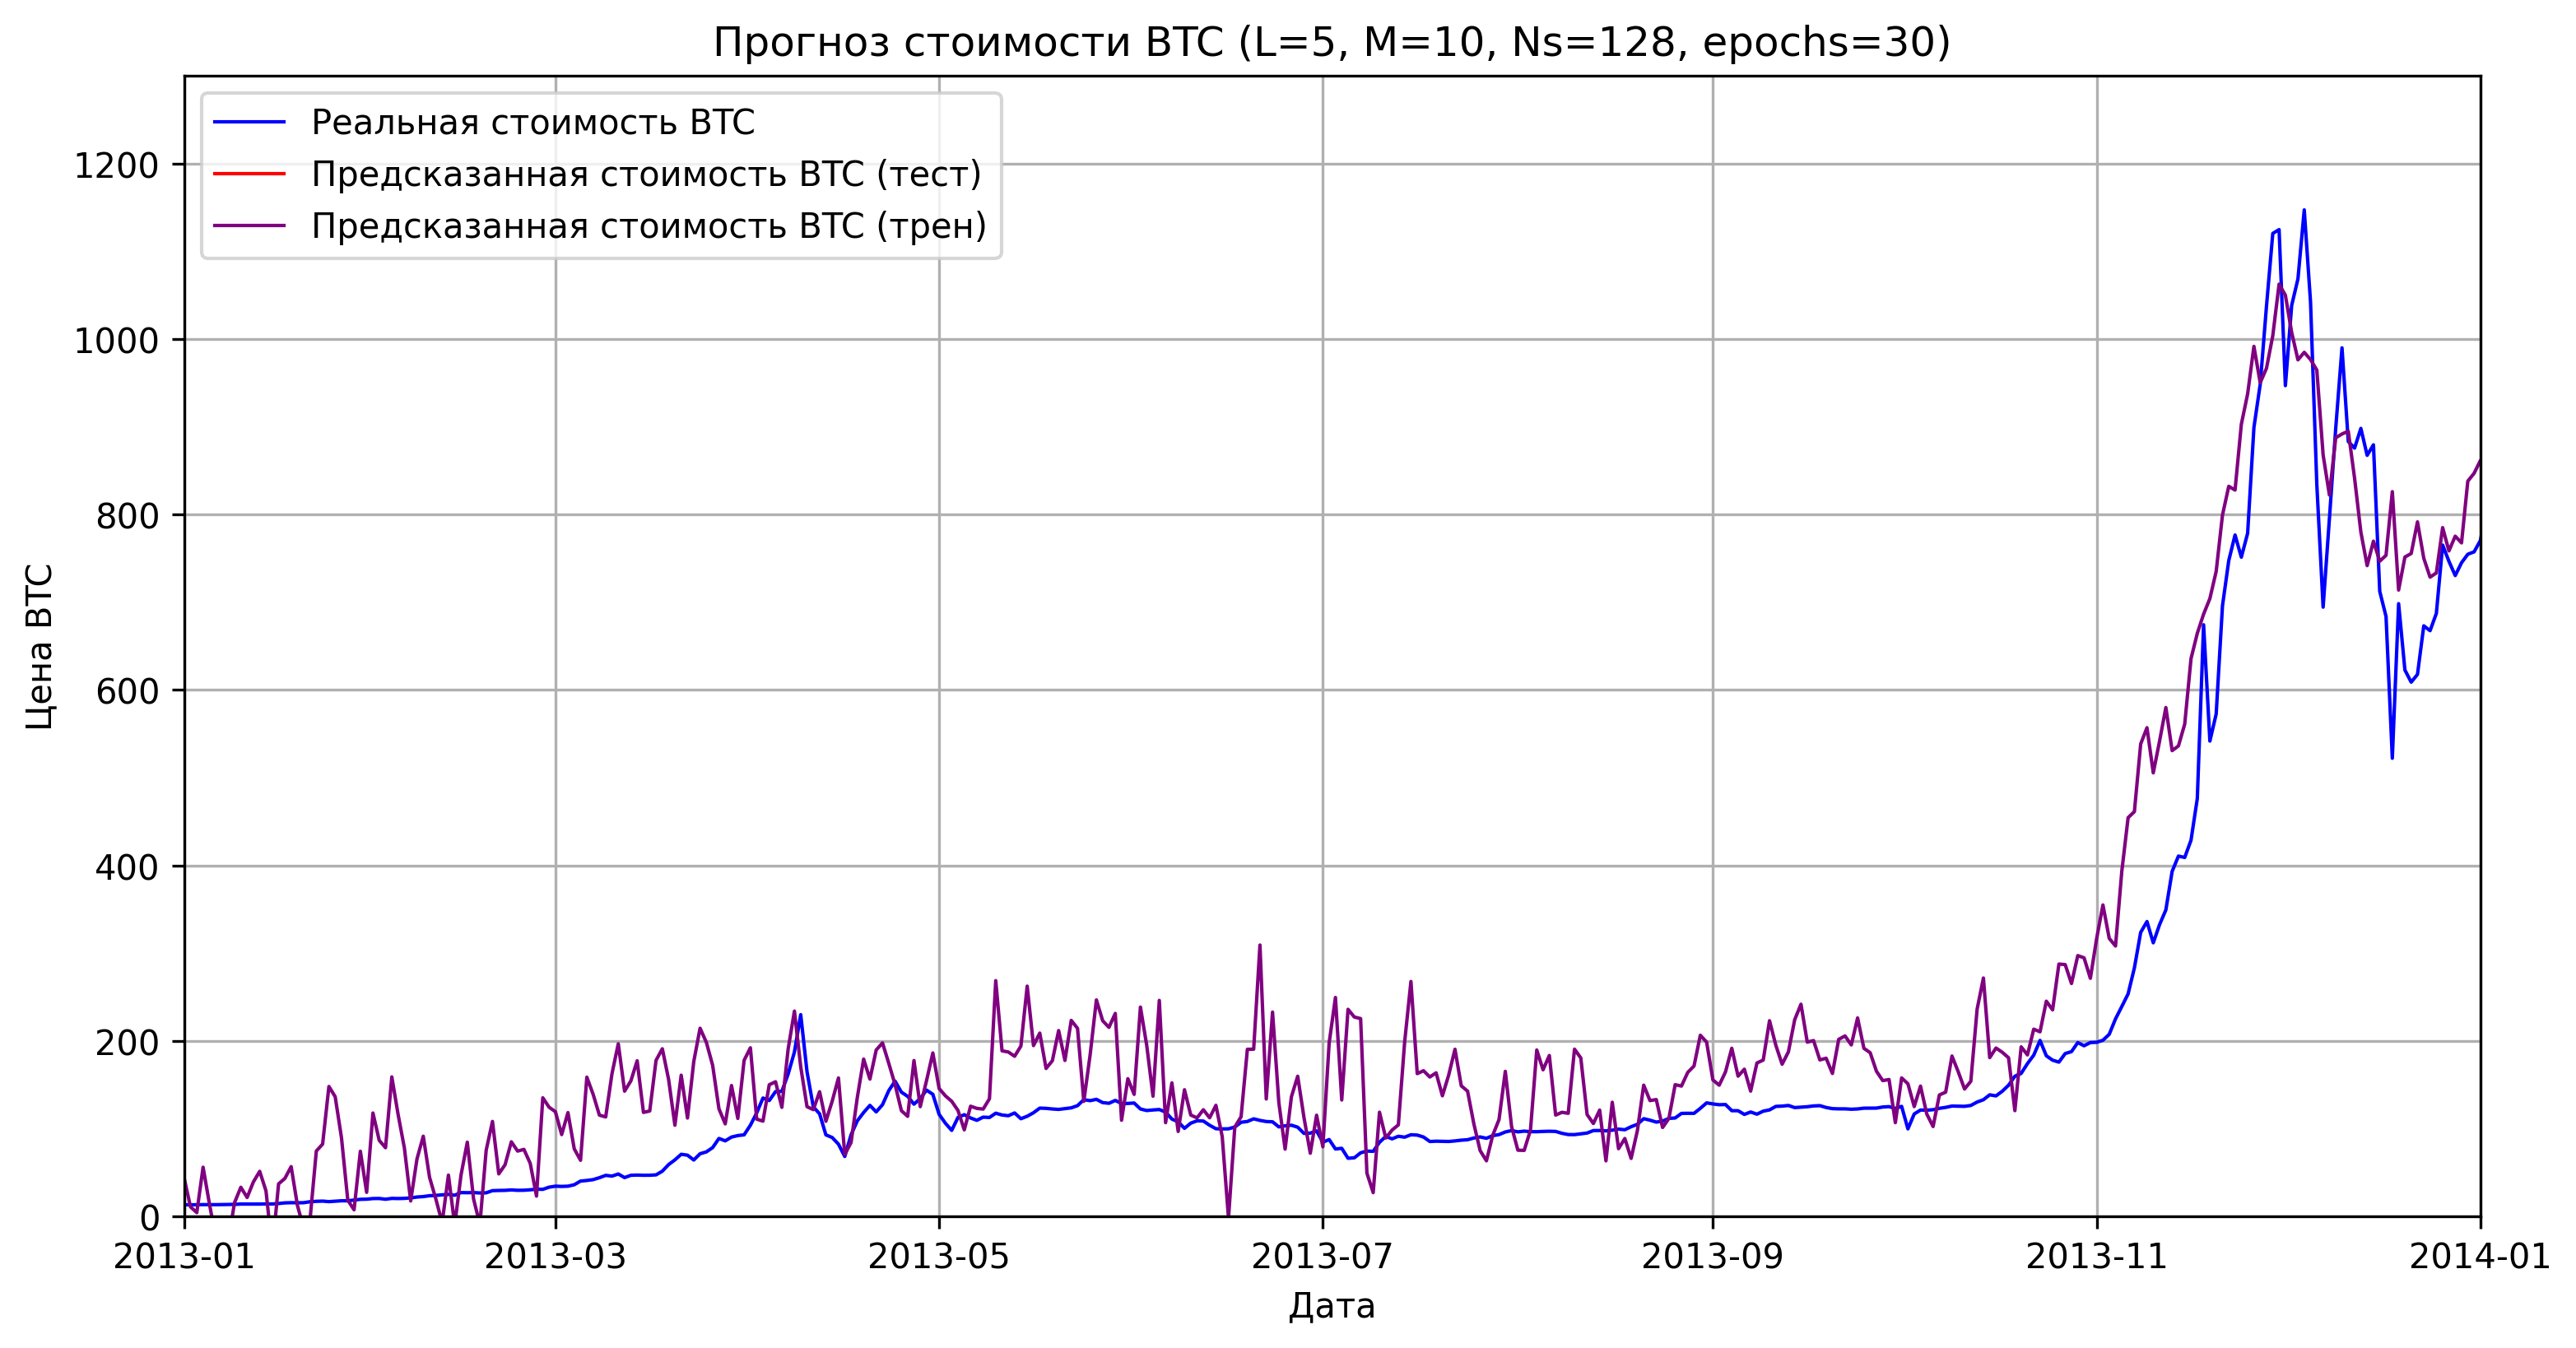 Прогноз стоимости BTC (L=5, M=10, Ns=128, epochs=30)
Реальная стоимость BTC
Предсказанная стоимость BTC (тест)
Предсказанная стоимость BTC (трен)
1200
1000
800
600
400
200
0
Цена BTC
2013-01 2013-03 2013-05 2013-07 2013-09 2013-11 2014-01
Дата